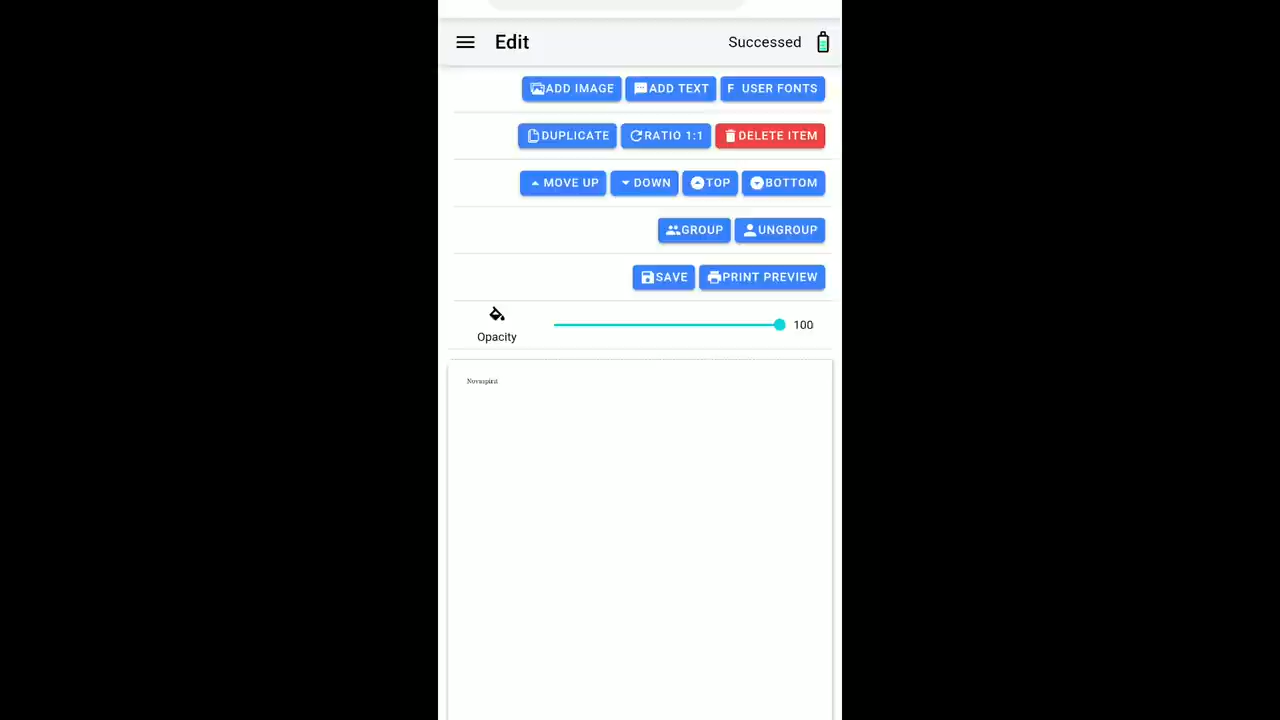 Edit Successed
ADD IMAGE ADD TEXT F USER FONTS
DUPLICATE RATIO 1:1 DELETE ITEM
MOVE UP DOWN TOP BOTTOM
GROUP UNGROUP
SAVE PRINT PREVIEW
Opacity 100
Novaspirit